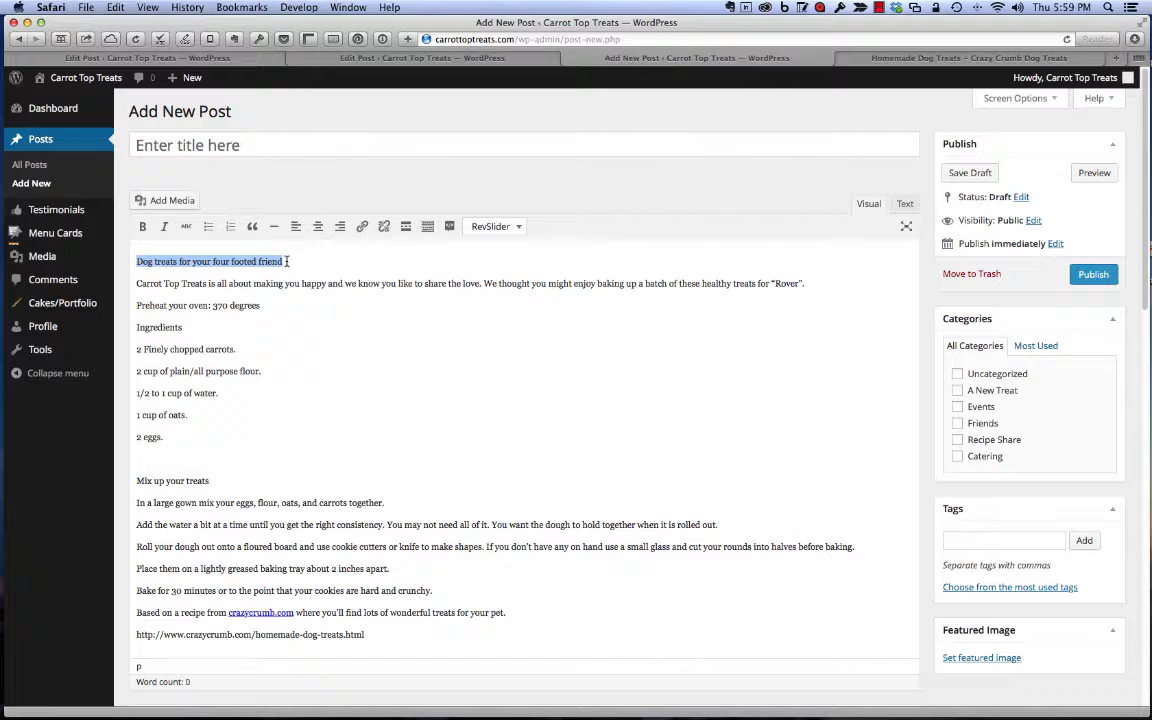 Safari File Edit View History Bookmarks Develop Window Help Thu 5:59 PM
Add New Post ‹ Carrot Top Treats — WordPress
carrottoptreats.com/wp-admin/post-new.php Reader
Edit Post ‹ Carrot Top Treats — WordPress Edit Post ‹ Carrot Top Treats — WordPress Add New Post ‹ Carrot Top Treats — WordPress Homemade Dog Treats – Crazy Crumb Dog Treats
Carrot Top Treats 0 New Howdy, Carrot Top Treats
Dashboard
Posts
All Posts
Add New
Testimonials
Menu Cards
Media
Comments
Cakes/Portfolio
Profile
Tools
Collapse menu
Screen Options Help
Add New Post
Enter title here
Add Media
Visual Text
B I ABC RevSlider
Dog treats for your four footed friend
Carrot Top Treats is all about making you happy and we know you like to share the love. We thought you might enjoy baking up a batch of these healthy treats for “Rover”.
Preheat your oven: 370 degrees
Ingredients
2 Finely chopped carrots.
2 cup of plain/all purpose flour.
1/2 to 1 cup of water.
1 cup of oats.
2 eggs.
Mix up your treats
In a large gown mix your eggs, flour, oats, and carrots together.
Add the water a bit at a time until you get the right consistency. You may not need all of it. You want the dough to hold together when it is rolled out.
Roll your dough out onto a floured board and use cookie cutters or knife to make shapes. If you don’t have any on hand use a small glass and cut your rounds into halves before baking.
Place them on a lightly greased baking tray about 2 inches apart.
Bake for 30 minutes or to the point that your cookies are hard and crunchy.
Based on a recipe from crazycrumb.com where you’ll find lots of wonderful treats for your pet.
http://www.crazycrumb.com/homemade-dog-treats.html
p
Word count: 0
Publish
Save Draft Preview
Status: Draft Edit
Visibility: Public Edit
Publish immediately Edit
Move to Trash Publish
Categories
All Categories Most Used
Uncategorized
A New Treat
Events
Friends
Recipe Share
Catering
Tags
Add
Separate tags with commas
Choose from the most used tags
Featured Image
Set featured image